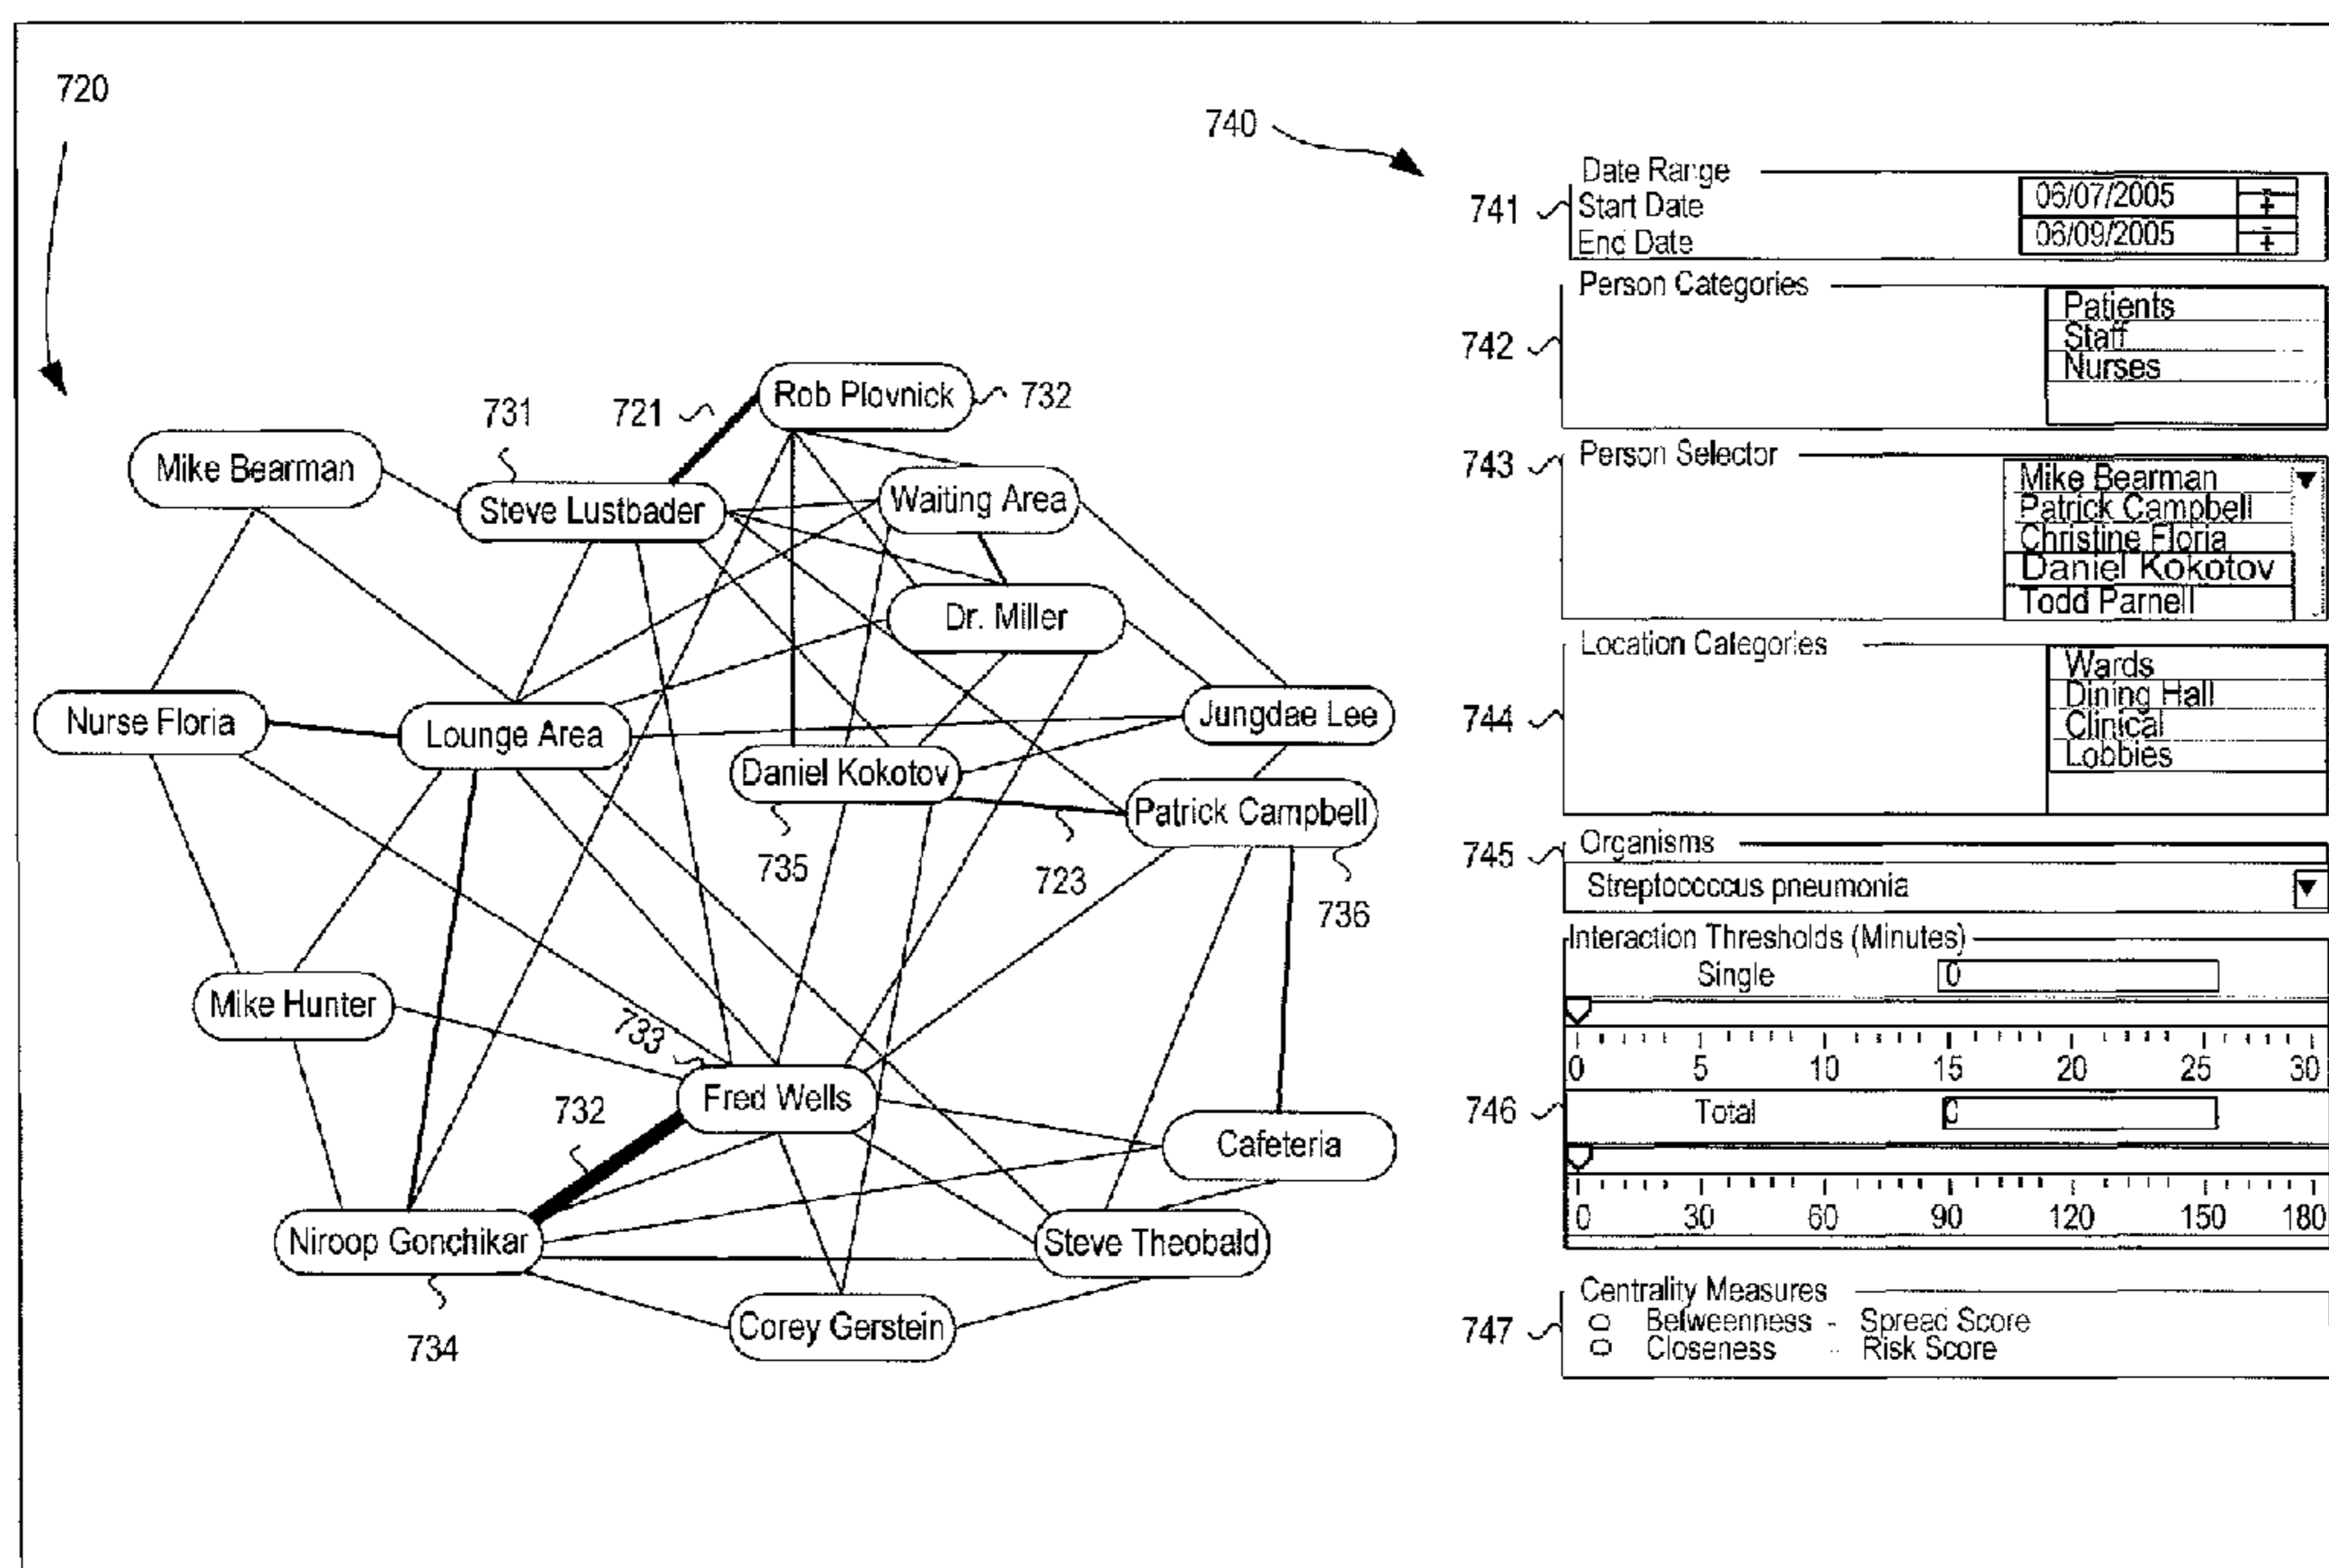 720
740
Date Range
741
Start Date
06/07/2005
End Date
06/09/2005
Person Categories
742
Patients
Staff
Nurses
Rob Plovnick
732
721
731
Mike Bearman
Steve Lustbader
Waiting Area
743
Person Selector
Mike Bearman
Patrick Campbell
Christine Floria
Daniel Kokotov
Todd Parnell
Dr. Miller
Location Categories
744
Wards
Dining Hall
Clinical
Lobbies
Nurse Floria
Lounge Area
Jungdae Lee
Daniel Kokotov
Patrick Campbell
735
723
736
745
Organisms
Streptococcus pneumonia
Interaction Thresholds (Minutes)
Single
0
0 5 10 15 20 25 30
746
Total
0
0 30 60 90 120 150 180
Mike Hunter
733
Fred Wells
732
Cafeteria
Niroop Gonchikar
Steve Theobald
734
Corey Gerstein
747
Centrality Measures
Betweenness - Spread Score
Closeness - Risk Score